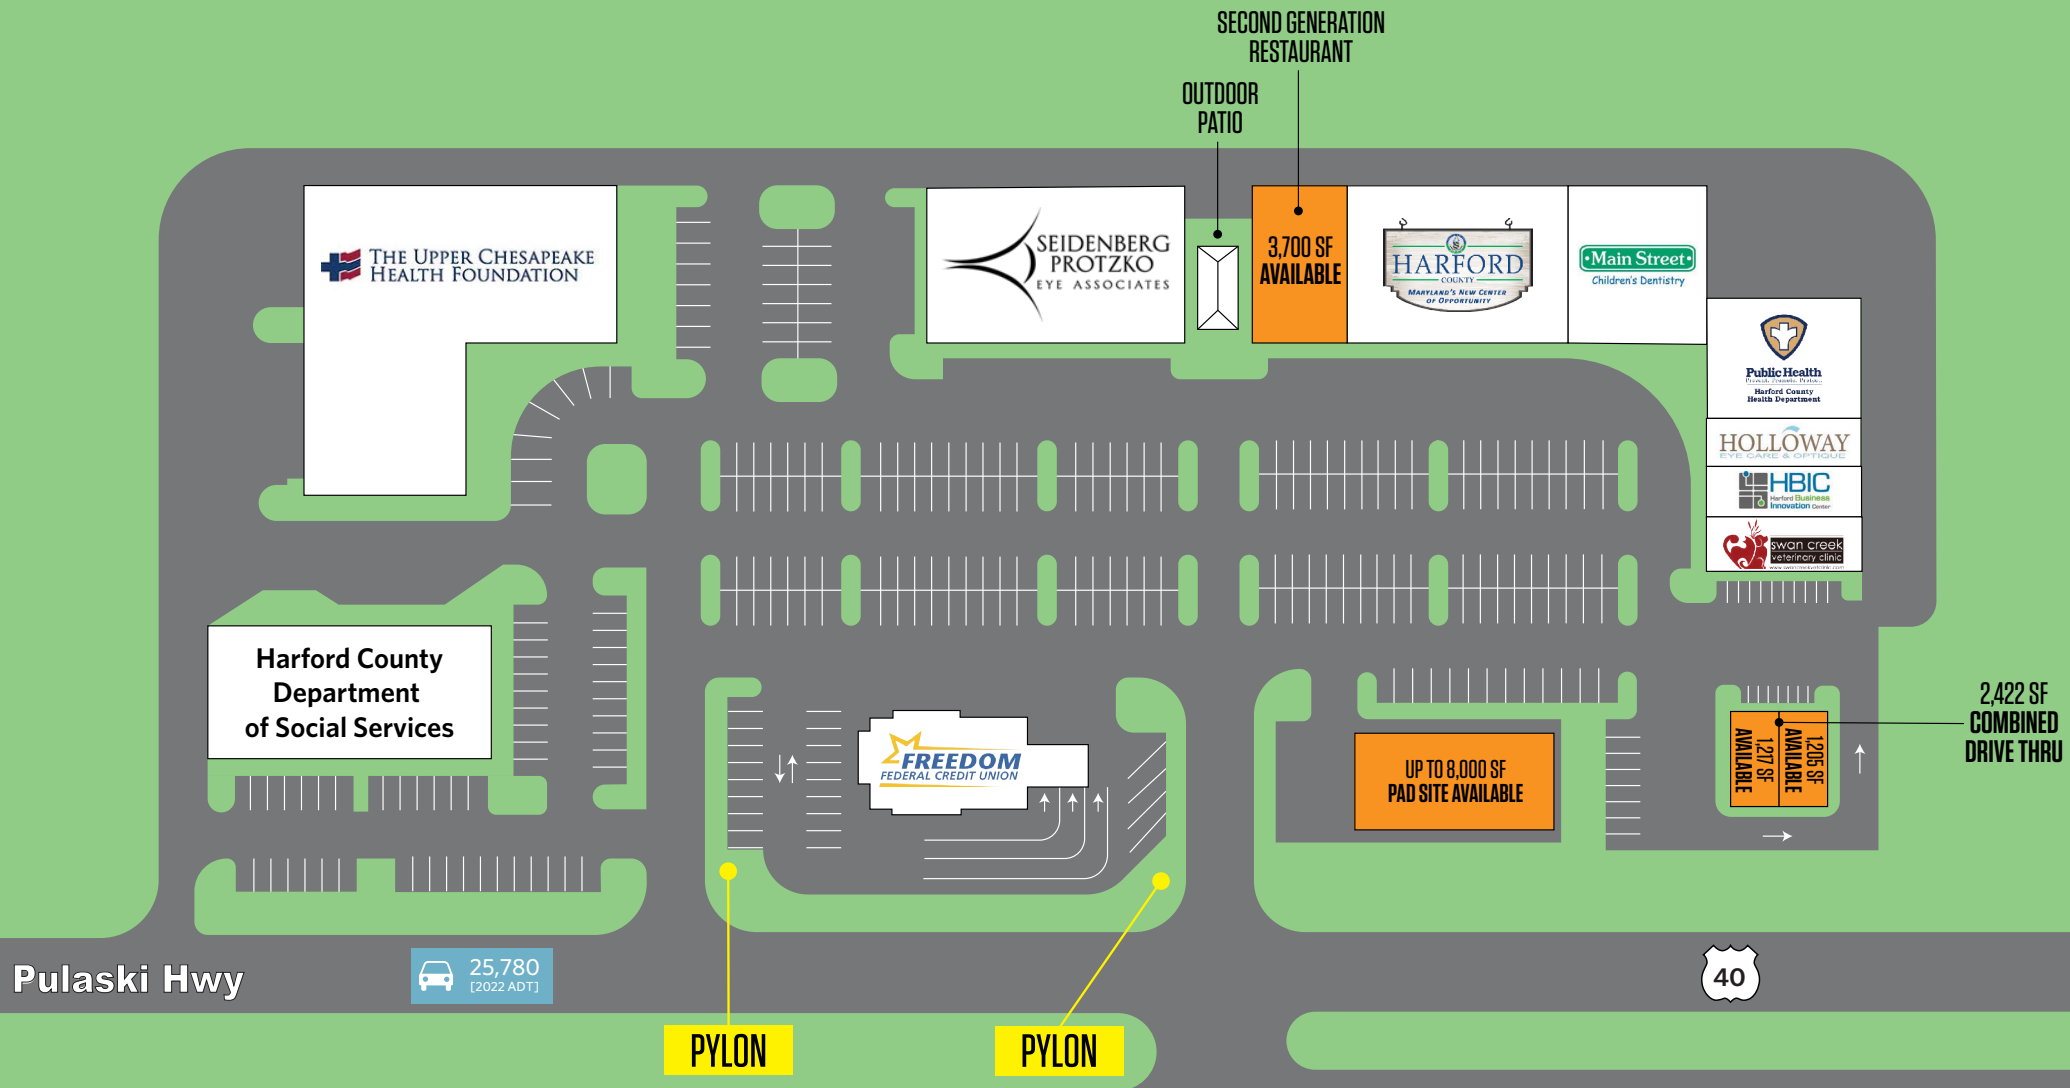 SECOND GENERATION
RESTAURANT
OUTDOOR
PATIO
THE UPPER CHESAPEAKE
HEALTH FOUNDATION
SEIDENBERG
PROTZKO
EYE ASSOCIATES
3,700 SF
AVAILABLE
HARFORD
COUNTY
MARYLAND'S NEW CENTER
OF OPPORTUNITY
Main Street
Children's Dentistry
Public Health
Prevent. Promote. Protect.
Harford County
Health Department
HOLLOWAY
EYE CARE & OPTIQUE
HBIC
Harford Business
Innovation Center
swan creek
veterinary clinic
Harford County
Department
of Social Services
FREEDOM
FEDERAL CREDIT UNION
UP TO 8,000 SF
PAD SITE AVAILABLE
1,205 SF
AVAILABLE
1,217 SF
AVAILABLE
2,422 SF
COMBINED
DRIVE THRU
Pulaski Hwy
25,780
[2022 ADT]
40
PYLON
PYLON